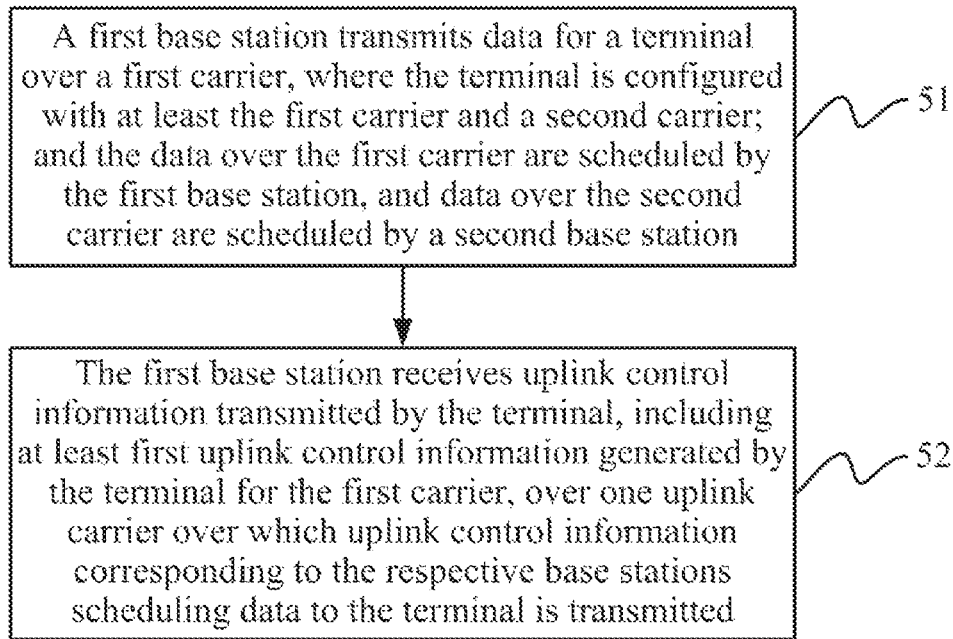 A first base station transmits data for a terminal
over a first carrier, where the terminal is configured
with at least the first carrier and a second carrier;
and the data over the first carrier are scheduled by
the first base station, and data over the second
carrier are scheduled by a second base station
51
The first base station receives uplink control
information transmitted by the terminal, including
at least first uplink control information generated by
the terminal for the first carrier, over one uplink
carrier over which uplink control information
corresponding to the respective base stations
scheduling data to the terminal is transmitted
52